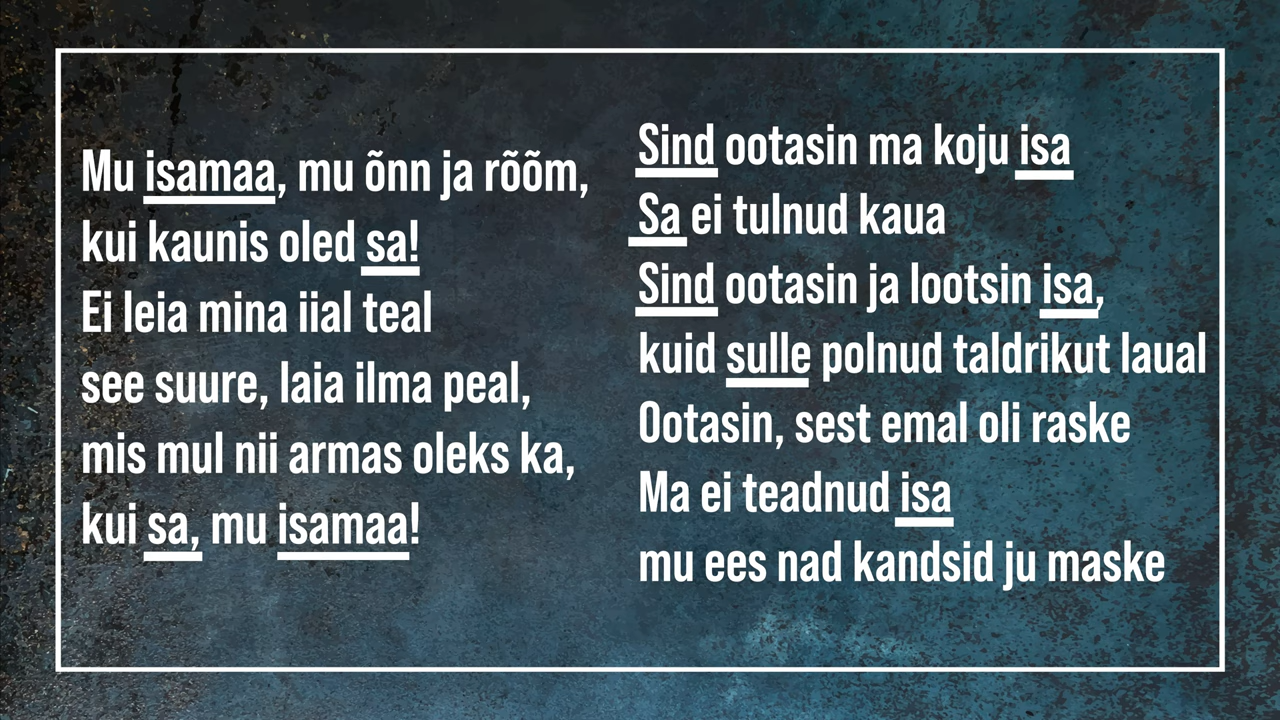 Mu isamaa, mu õnn ja rõõm,
kui kaunis oled sa!
Ei leia mina iial teal
see suure, laia ilma peal,
mis mul nii armas oleks ka,
kui sa, mu isamaa!
Sind ootasin ma koju isa
Sa ei tulnud kaua
Sind ootasin ja lootsin isa,
kuid sulle polnud taldrikut laual
Ootasin, sest emal oli raske
Ma ei teadnud isa
mu ees nad kandsid ju maske